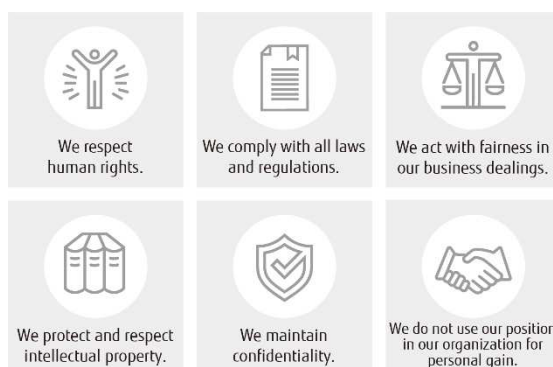 We respect
human rights.
We comply with all laws
and regulations.
We act with fairness in
our business dealings.
We protect and respect
intellectual property.
We maintain
confidentiality.
We do not use our position
in our organization for
personal gain.